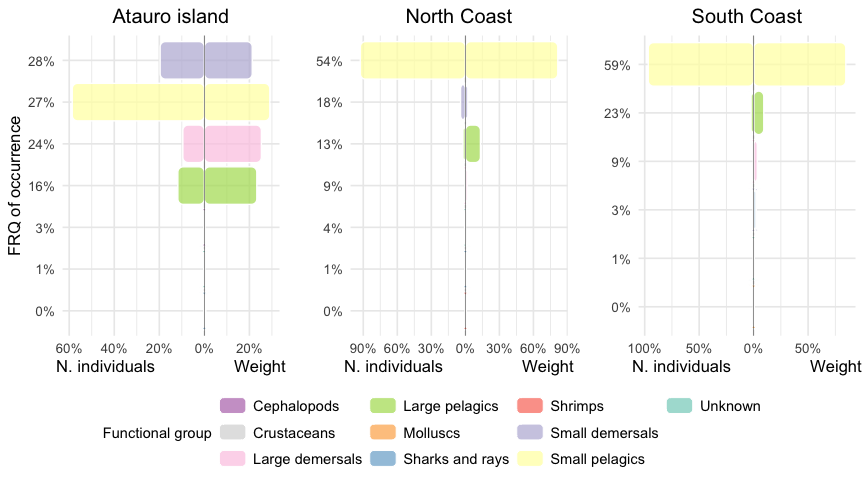 Atauro island
North Coast
South Coast
FRQ of occurrence
28%
27%
24%
16%
3%
1%
0%
54%
18%
13%
9%
4%
1%
0%
59%
23%
9%
3%
1%
0%
60% 40% 20% 0% 20%
90% 60% 30% 0% 30% 60% 90%
100% 50% 0% 50%
N. individuals Weight
N. individuals Weight
N. individuals Weight
Functional group
Cephalopods
Crustaceans
Large demersals
Large pelagics
Molluscs
Sharks and rays
Shrimps
Small demersals
Small pelagics
Unknown